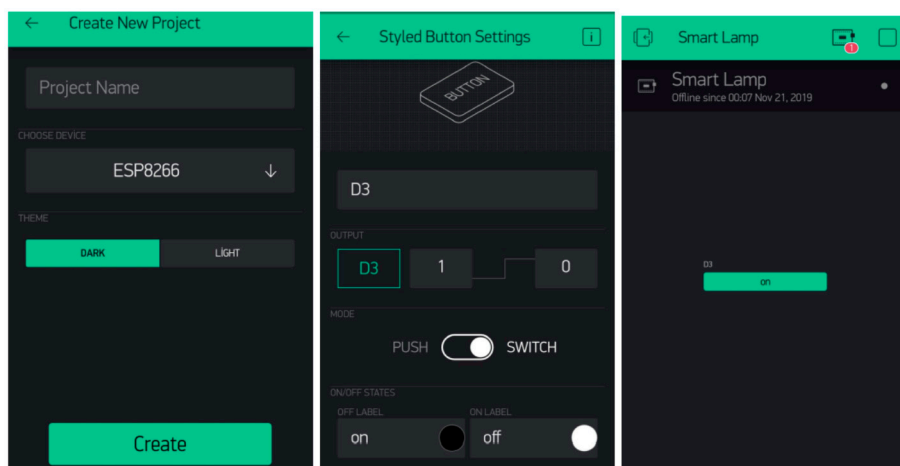 Create New Project
Project Name
CHOOSE DEVICE
ESP8266
THEME
DARK LİGHT
Create
Styled Button Settings
i
BUTTON
D3
OUTPUT
D3 1 0
MODE
PUSH SWITCH
ON/OFF STATES
OFF LABEL ON LABEL
on off
Smart Lamp
1
Smart Lamp
Offline since 00:07 Nov 21, 2019
D3
on